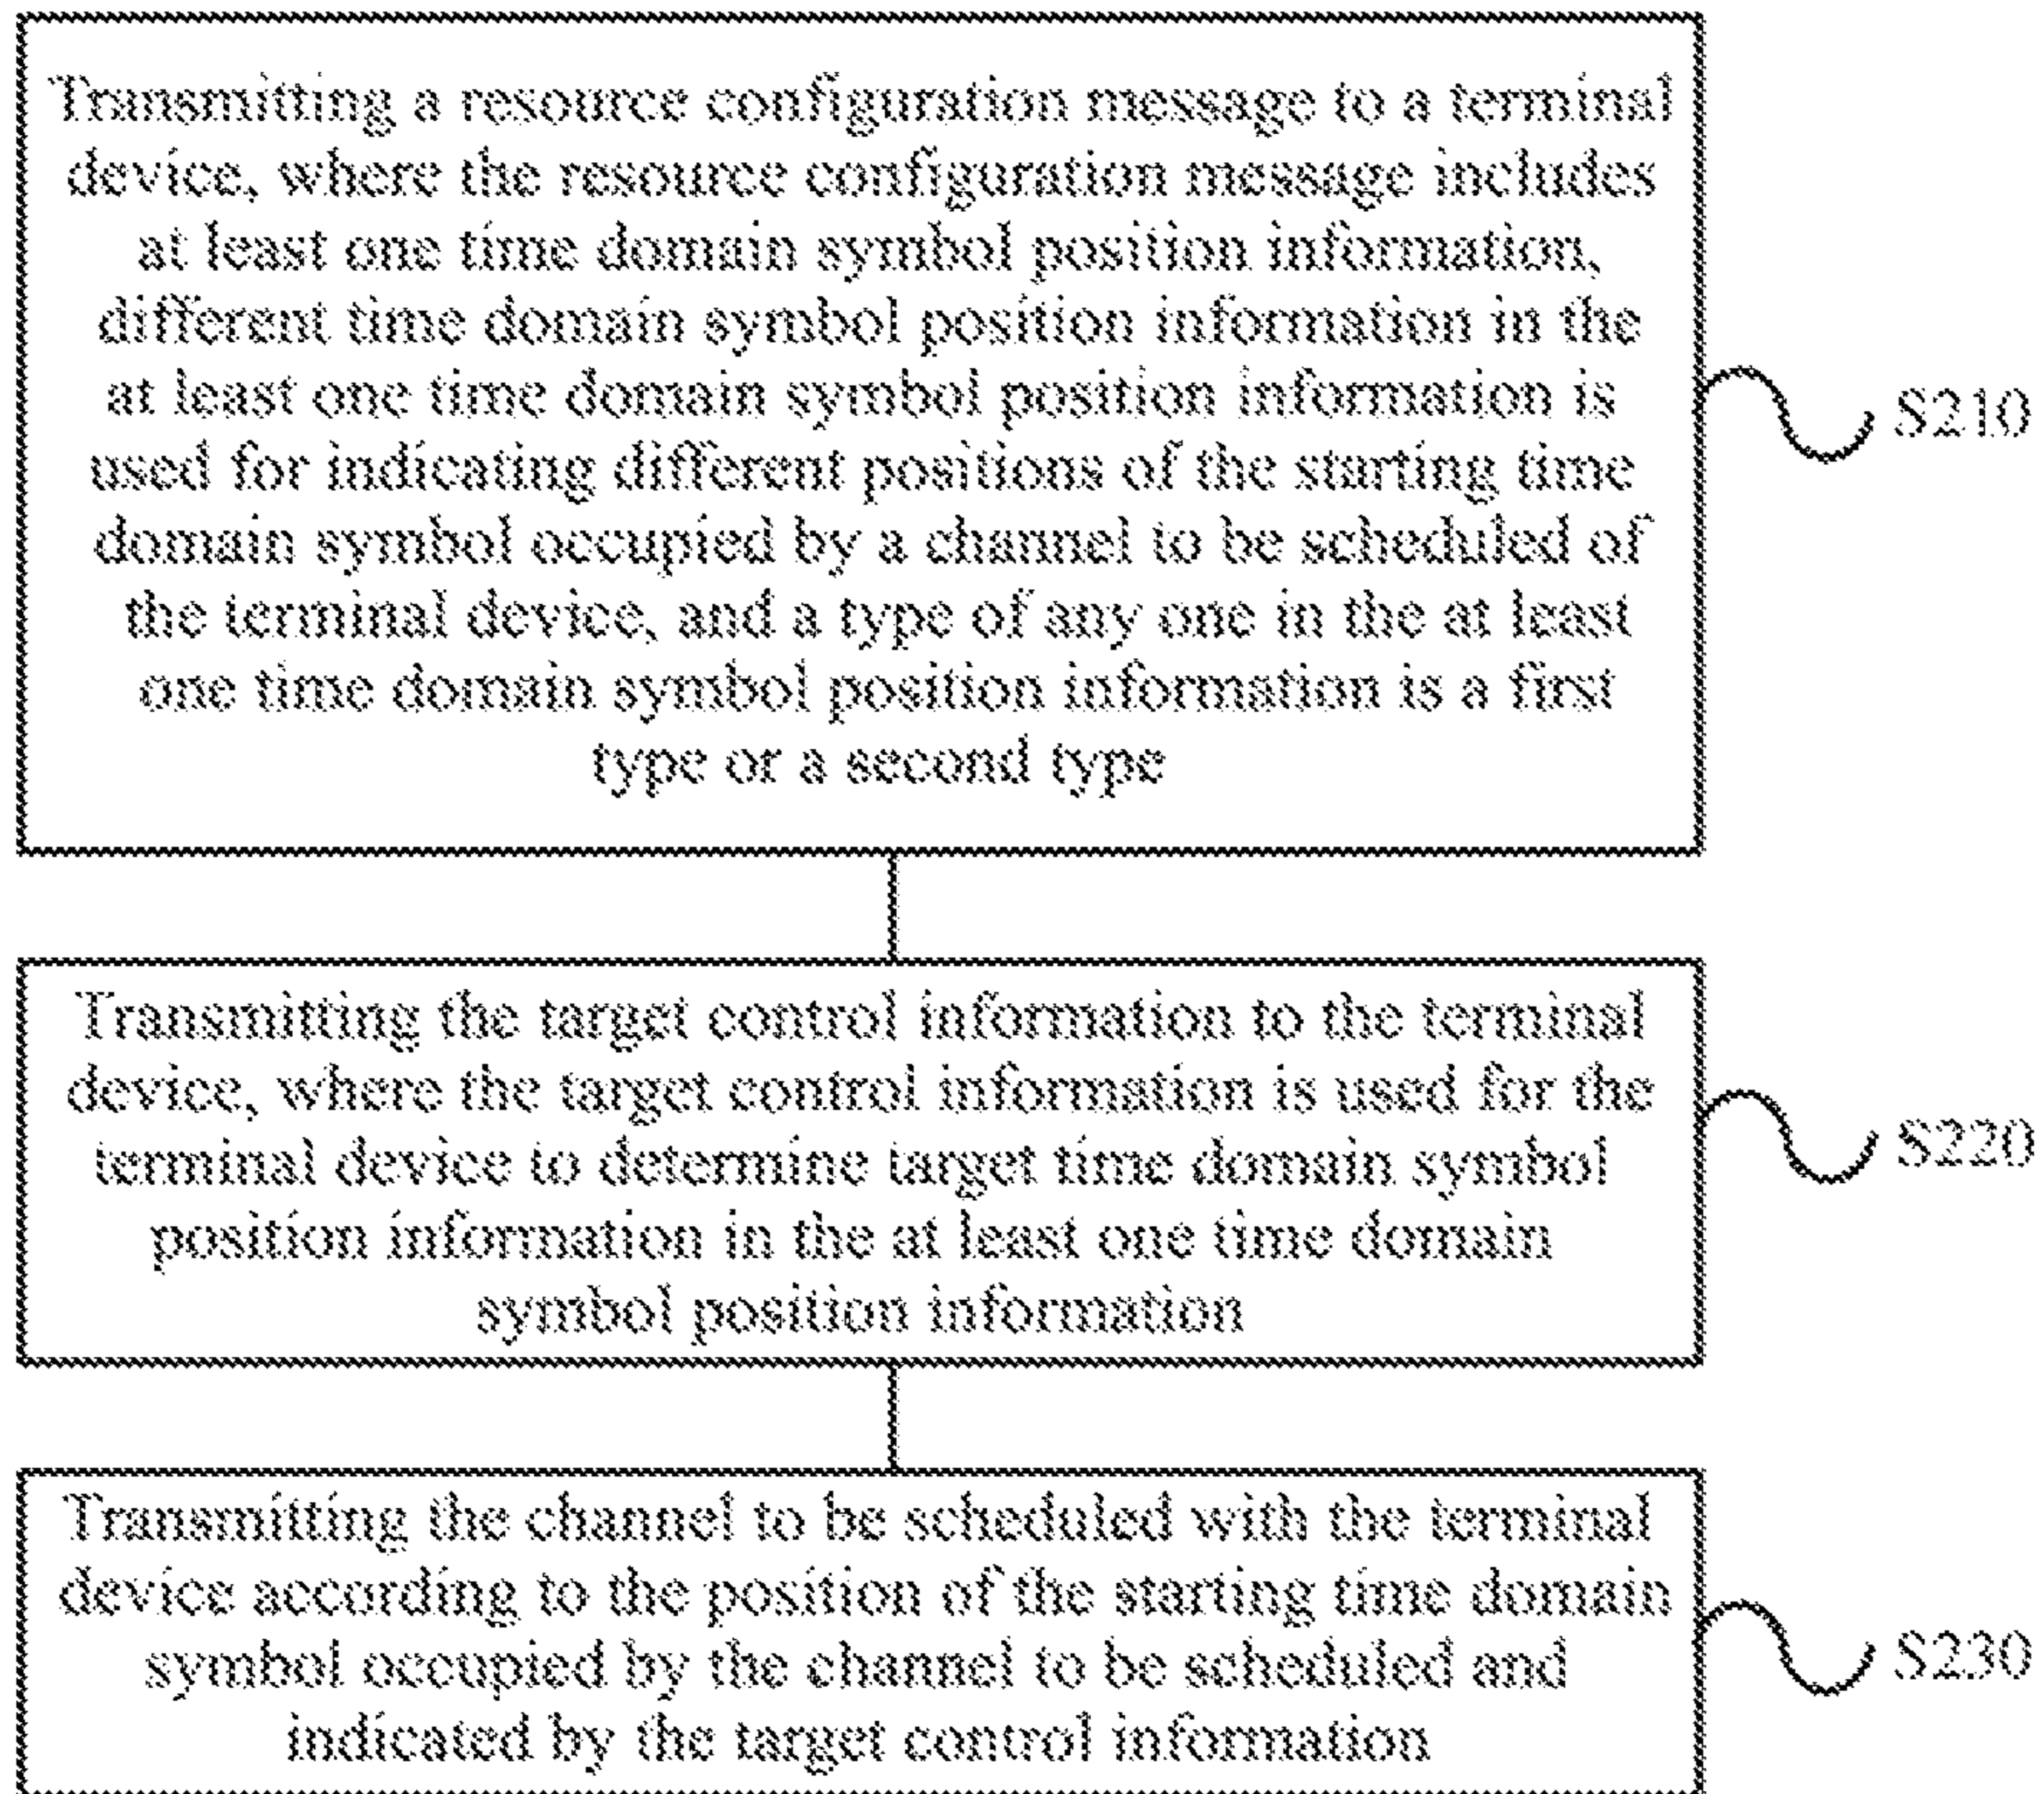 Transmitting a resource configuration message to a terminal
device, where the resource configuration message includes
at least one time domain symbol position information,
different time domain symbol position information in the
at least one time domain symbol position information is
used for indicating different positions of the starting time
domain symbol occupied by a channel to be scheduled of
the terminal device, and a type of any one in the at least
one time domain symbol position information is a first
type or a second type
S210
Transmitting the target control information to the terminal
device, where the target control information is used for the
terminal device to determine target time domain symbol
position information in the at least one time domain
symbol position information
S220
Transmitting the channel to be scheduled with the terminal
device according to the position of the starting time domain
symbol occupied by the channel to be scheduled and
indicated by the target control information
S230